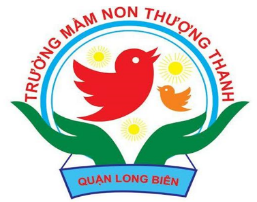 TRƯỜNG MẦM NON THƯỢNG THANH
QUẬN LONG BIÊN